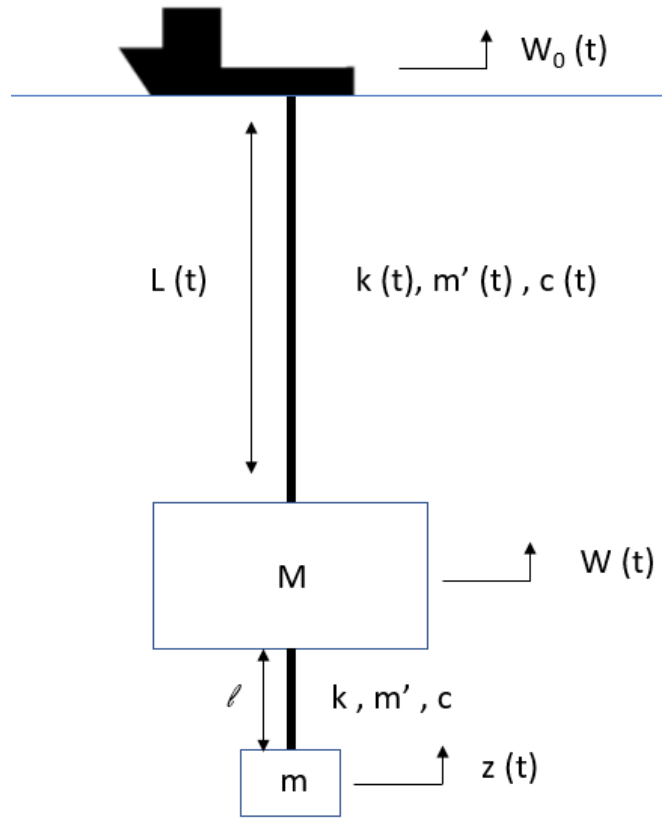 W₀ (t)
L (t)
k (t), m’ (t) , c (t)
M
W (t)
ℓ
k , m’ , c
m
z (t)